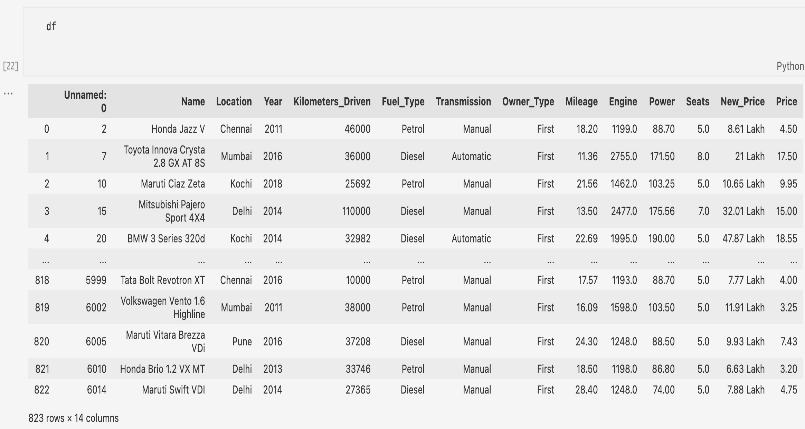 df
[22]
Python
...
Unnamed: 0 Name Location Year Kilometers_Driven Fuel_Type Transmission Owner_Type Mileage Engine Power Seats New_Price Price
0 2 Honda Jazz V Chennai 2011 46000 Petrol Manual First 18.20 1199.0 88.70 5.0 8.61 Lakh 4.50
1 7 Toyota Innova Crysta 2.8 GX AT 8S Mumbai 2016 36000 Diesel Automatic First 11.36 2755.0 171.50 8.0 21 Lakh 17.50
2 10 Maruti Ciaz Zeta Kochi 2018 25692 Petrol Manual First 21.56 1462.0 103.25 5.0 10.65 Lakh 9.95
3 15 Mitsubishi Pajero Sport 4X4 Delhi 2014 110000 Diesel Manual First 13.50 2477.0 175.56 7.0 32.01 Lakh 15.00
4 20 BMW 3 Series 320d Kochi 2014 32982 Diesel Automatic First 22.69 1995.0 190.00 5.0 47.87 Lakh 18.55
... ... ... ... ... ... ... ... ... ... ... ... ... ... ...
818 5999 Tata Bolt Revotron XT Chennai 2016 10000 Petrol Manual First 17.57 1193.0 88.70 5.0 7.77 Lakh 4.00
819 6002 Volkswagen Vento 1.6 Highline Mumbai 2011 38000 Petrol Manual First 16.09 1598.0 103.50 5.0 11.91 Lakh 3.25
820 6005 Maruti Vitara Brezza VDi Pune 2016 37208 Diesel Manual First 24.30 1248.0 88.50 5.0 9.93 Lakh 7.43
821 6010 Honda Brio 1.2 VX MT Delhi 2013 33746 Petrol Manual First 18.50 1198.0 86.80 5.0 6.63 Lakh 3.20
822 6014 Maruti Swift VDI Delhi 2014 27365 Diesel Manual First 28.40 1248.0 74.00 5.0 7.88 Lakh 4.75
823 rows × 14 columns